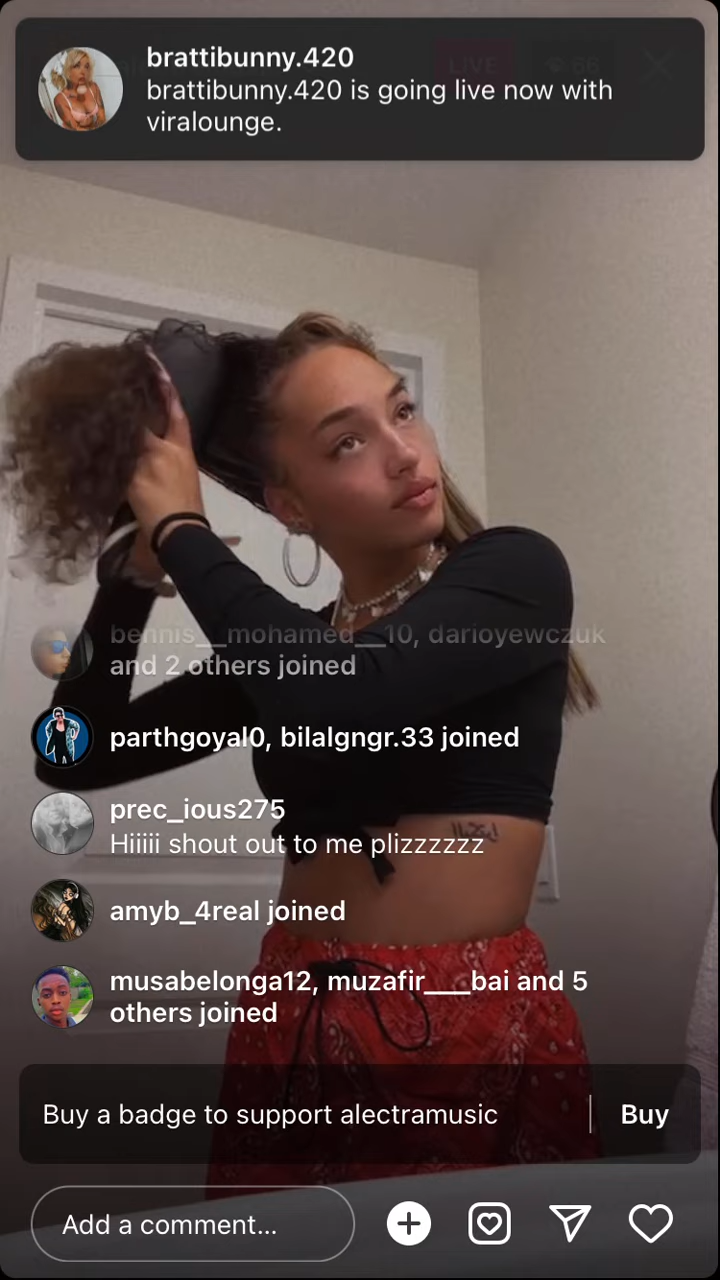 brattibunny.420
brattibunny.420 is going live now with
viralounge.
LIVE
66
bennis__mohamed__10, darioyewczuk
and 2 others joined
parthgoyal0, bilalgngr.33 joined
prec_ious275
Hiiiii shout out to me plizzzzzz
amyb_4real joined
musabelonga12, muzafir___bai and 5
others joined
Buy a badge to support alectramusic
Buy
Add a comment...